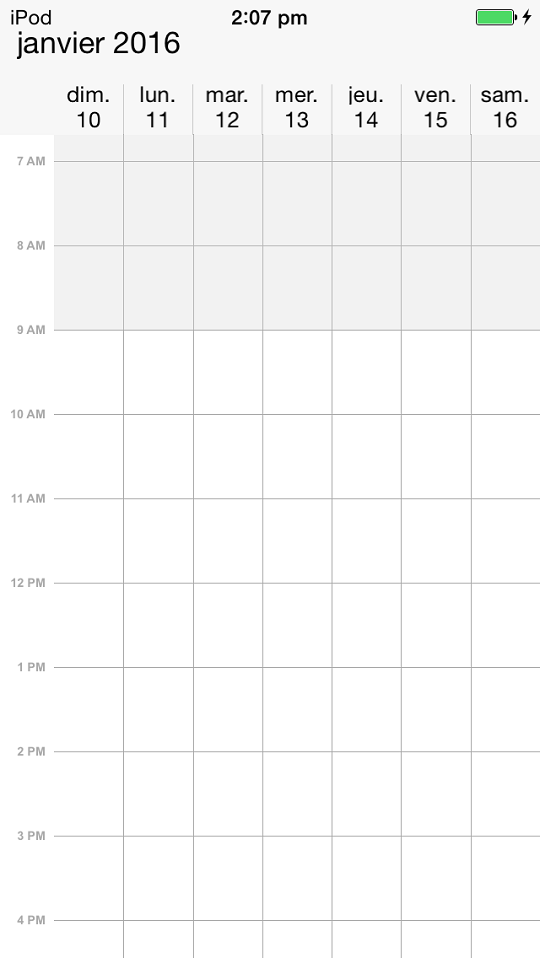 iPod 2:07 pm
janvier 2016
dim. lun. mar. mer. jeu. ven. sam.
10 11 12 13 14 15 16
7 AM
8 AM
9 AM
10 AM
11 AM
12 PM
1 PM
2 PM
3 PM
4 PM